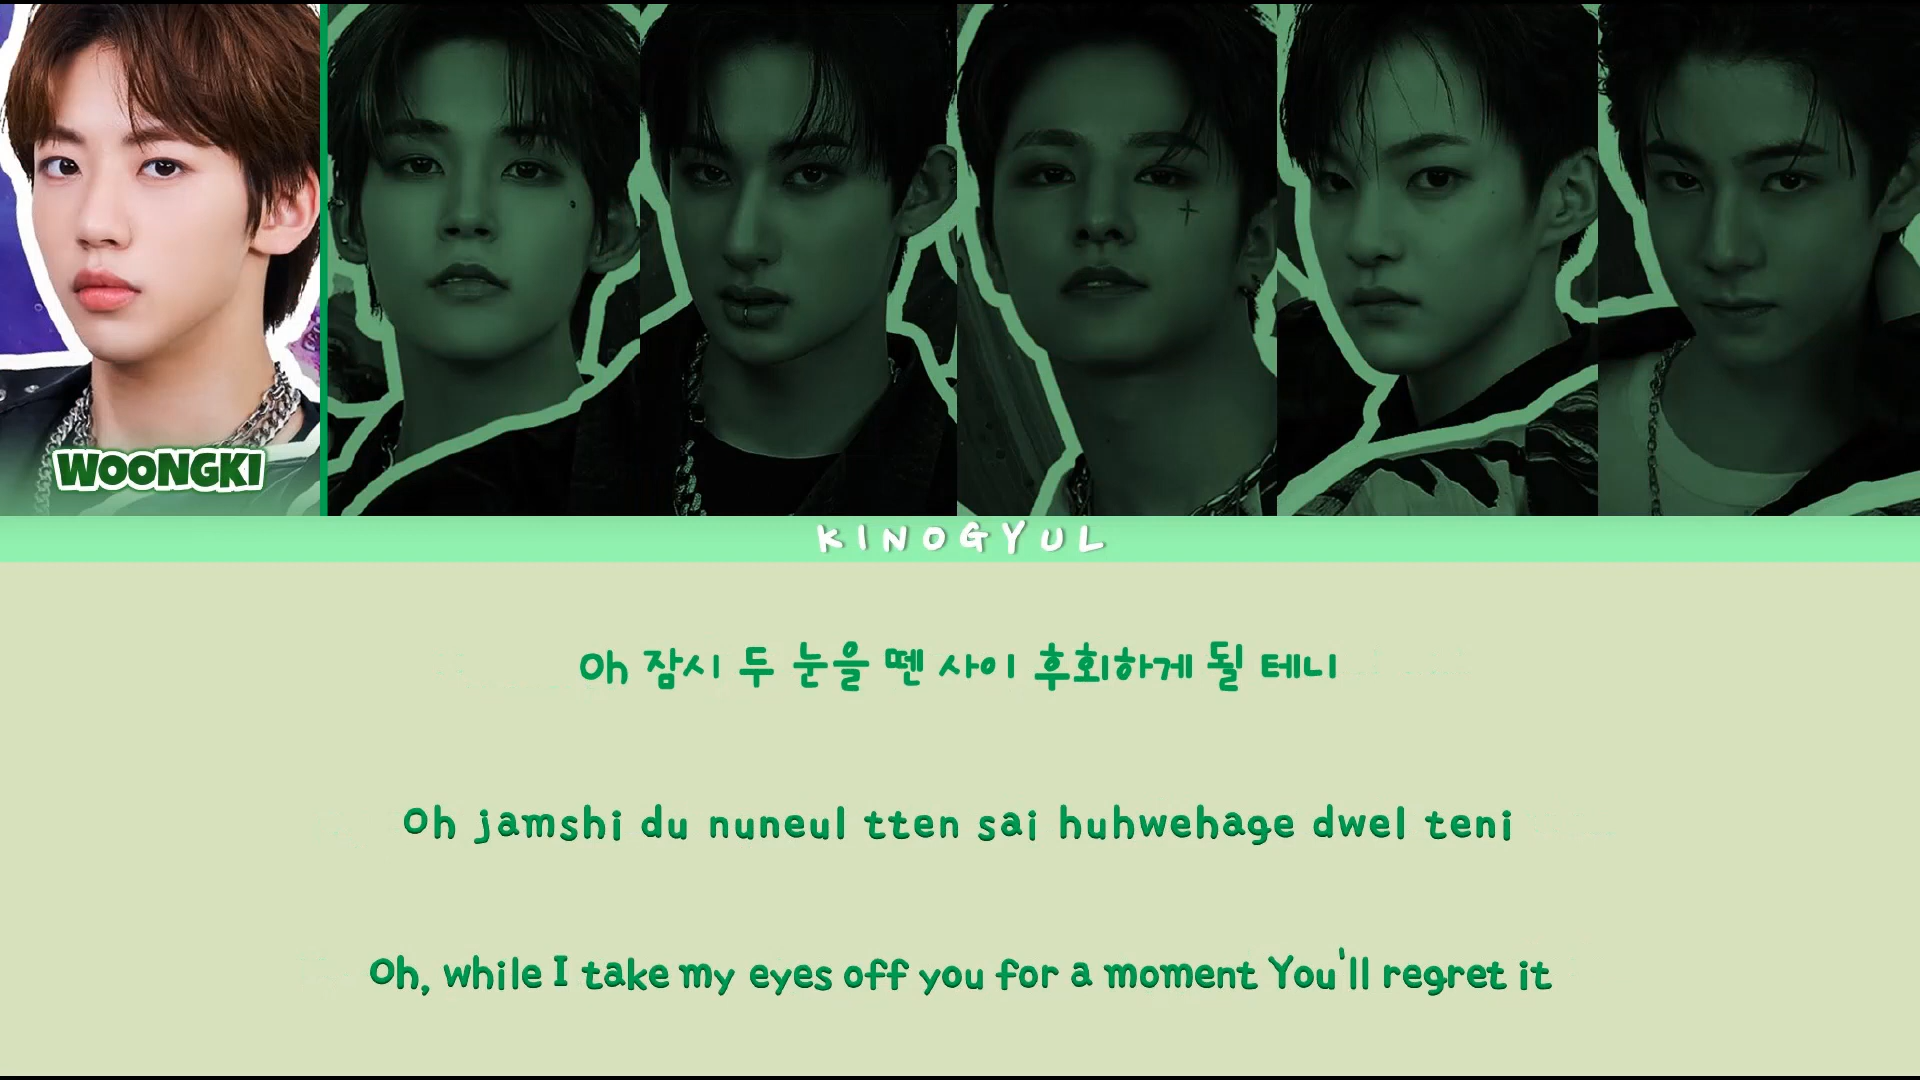 WOONGKI
KINOGYUL
Oh 잠시 두 눈을 뗀 사이 후회하게 될 테니
Oh jamshi du nuneul tten sai huhwehage dwel teni
Oh, while I take my eyes off you for a moment You'll regret it